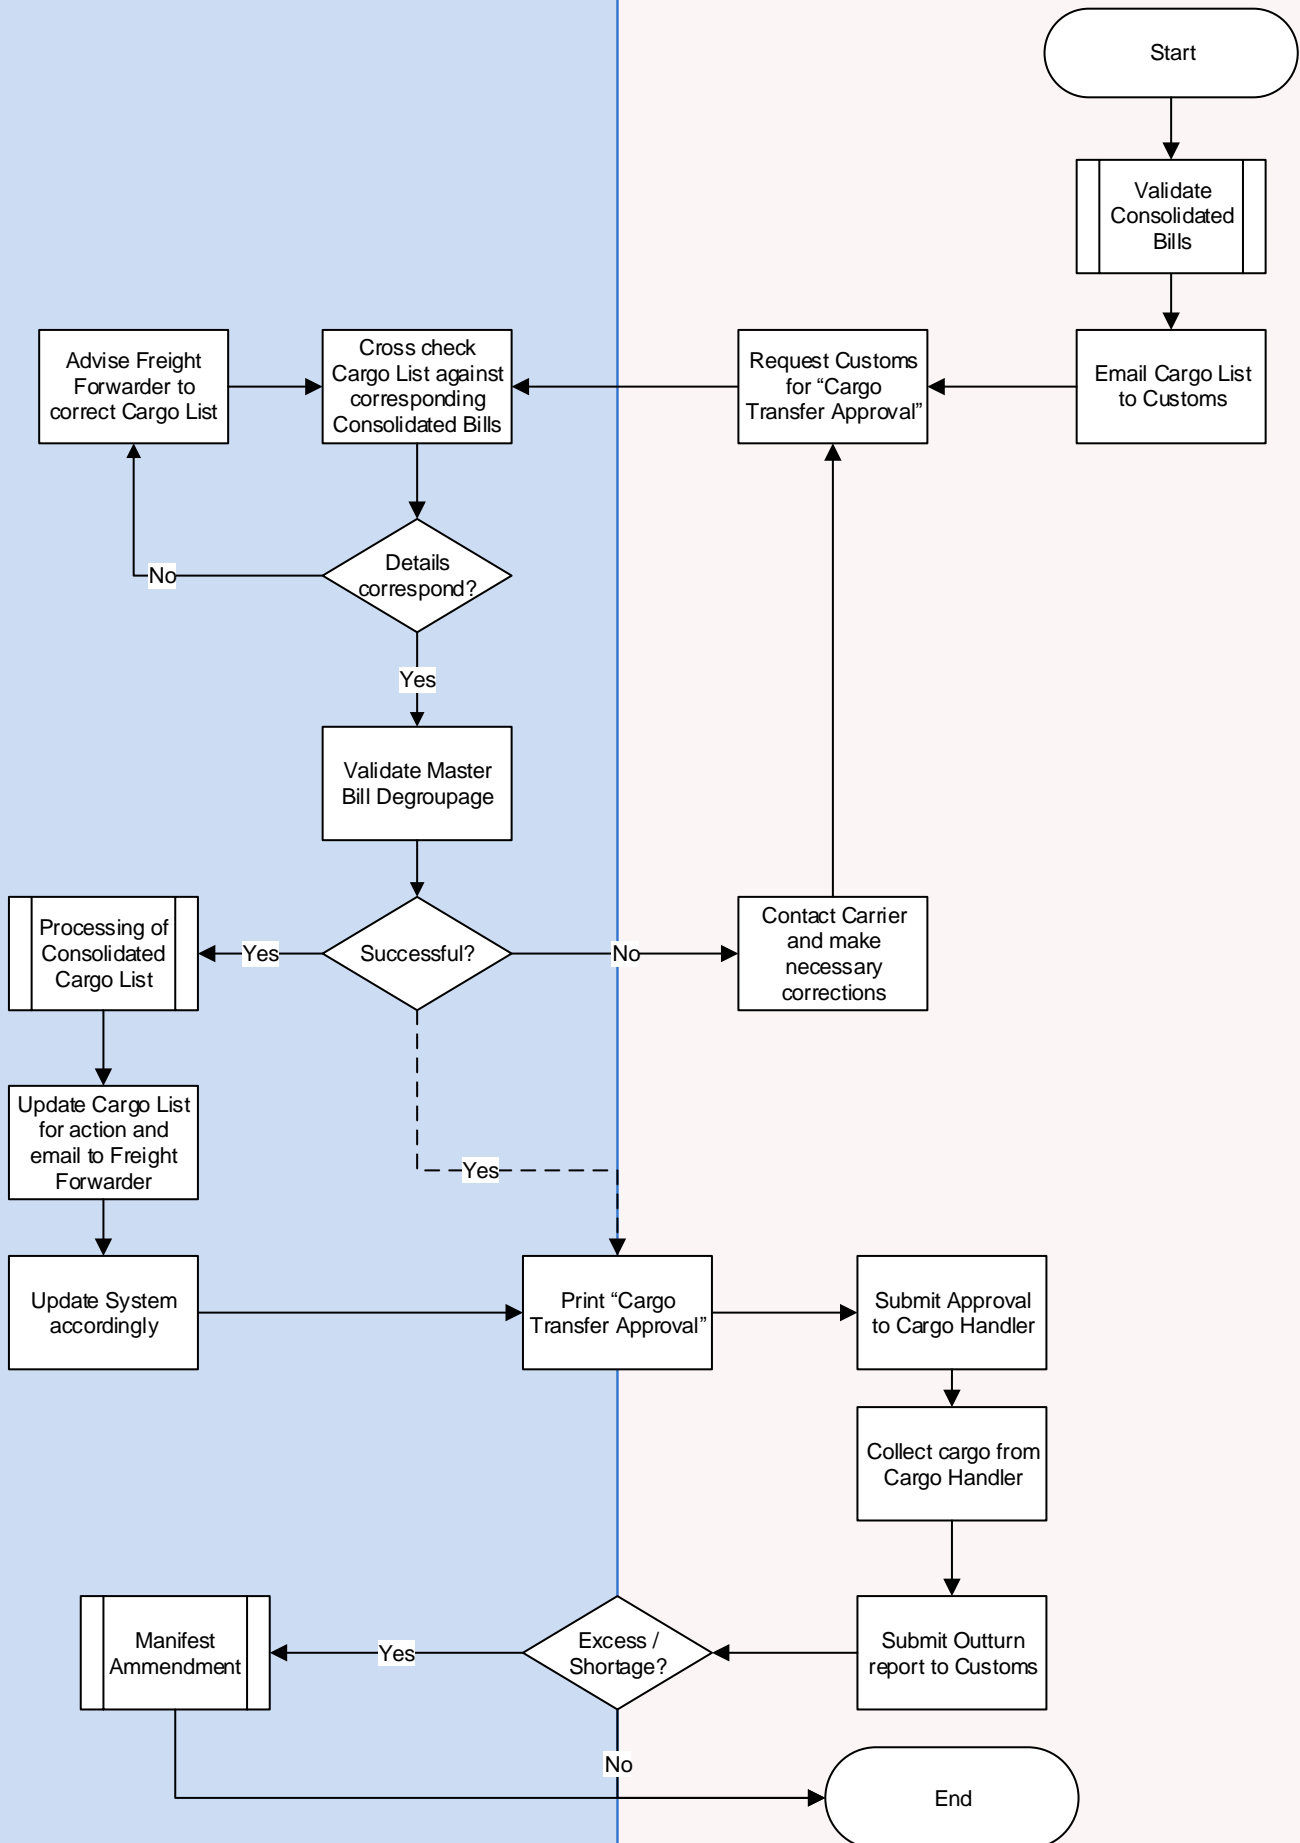 Start
Validate
Consolidated
Bills
Advise Freight
Forwarder to
correct Cargo List
Cross check
Cargo List against
corresponding
Consolidated Bills
Request Customs
for “Cargo
Transfer Approval”
Email Cargo List
to Customs
Details
correspond?
No
Yes
Validate Master
Bill Degroupage
Processing of
Consolidated
Cargo List
Yes
Successful?
No
Contact Carrier
and make
necessary
corrections
Update Cargo List
for action and
email to Freight
Forwarder
Yes
Update System
accordingly
Print “Cargo
Transfer Approval”
Submit Approval
to Cargo Handler
Collect cargo from
Cargo Handler
Manifest
Ammendment
Yes
Excess /
Shortage?
Submit Outturn
report to Customs
No
End